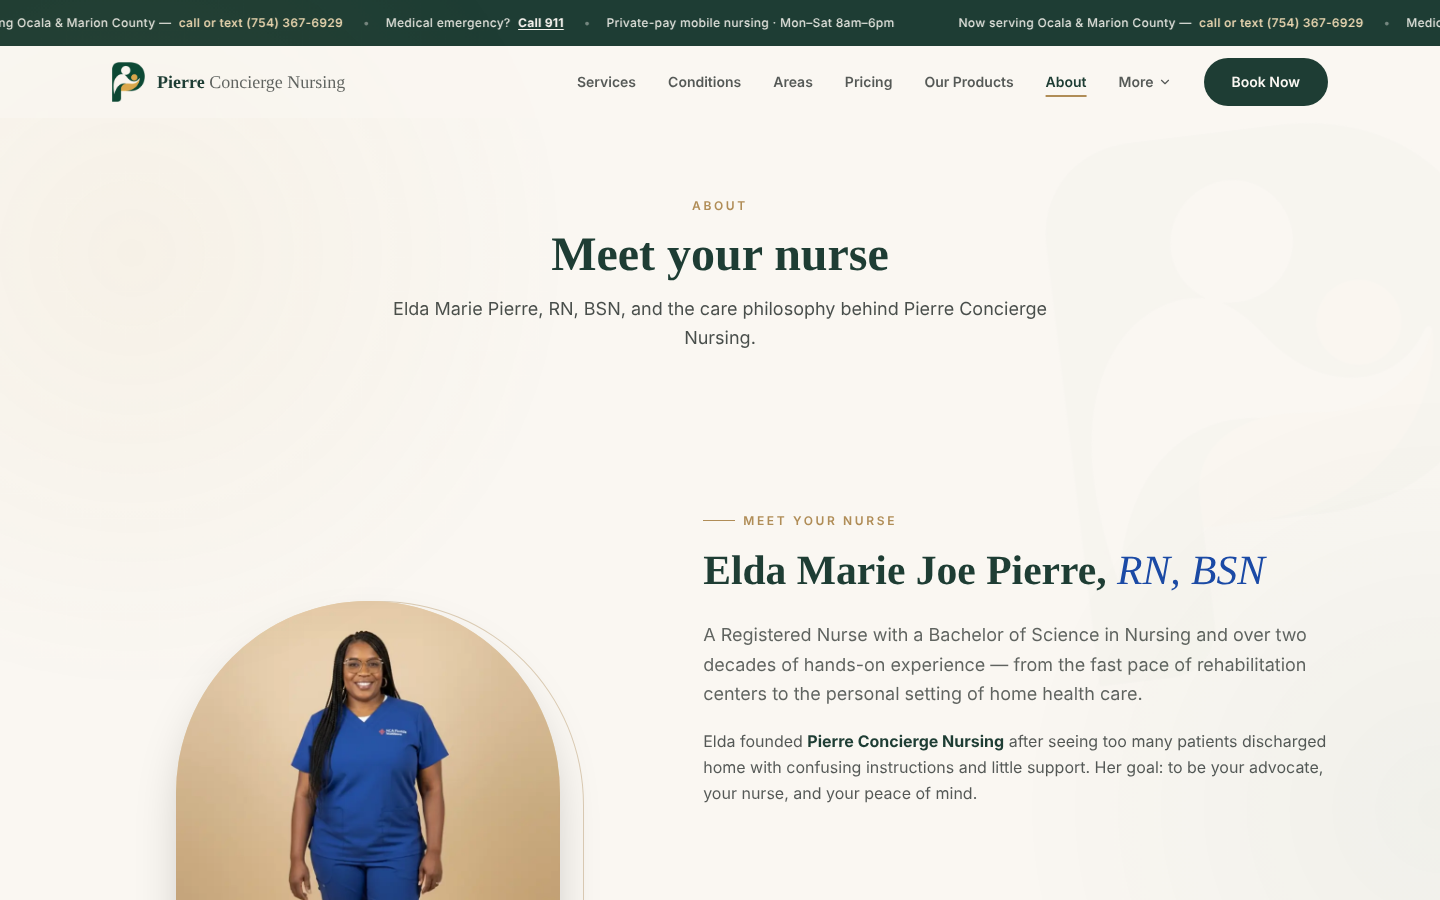 ng Ocala & Marion County — call or text (754) 367-6929 • Medical emergency? Call 911 • Private-pay mobile nursing · Mon–Sat 8am–6pm Now serving Ocala & Marion County — call or text (754) 367-6929 • Medic
Pierre Concierge Nursing Services Conditions Areas Pricing Our Products About More Book Now
ABOUT
Meet your nurse
Elda Marie Pierre, RN, BSN, and the care philosophy behind Pierre Concierge
Nursing.
MEET YOUR NURSE
Elda Marie Joe Pierre, RN, BSN
A Registered Nurse with a Bachelor of Science in Nursing and over two
decades of hands-on experience — from the fast pace of rehabilitation
centers to the personal setting of home health care.
Elda founded Pierre Concierge Nursing after seeing too many patients discharged
home with confusing instructions and little support. Her goal: to be your advocate,
your nurse, and your peace of mind.